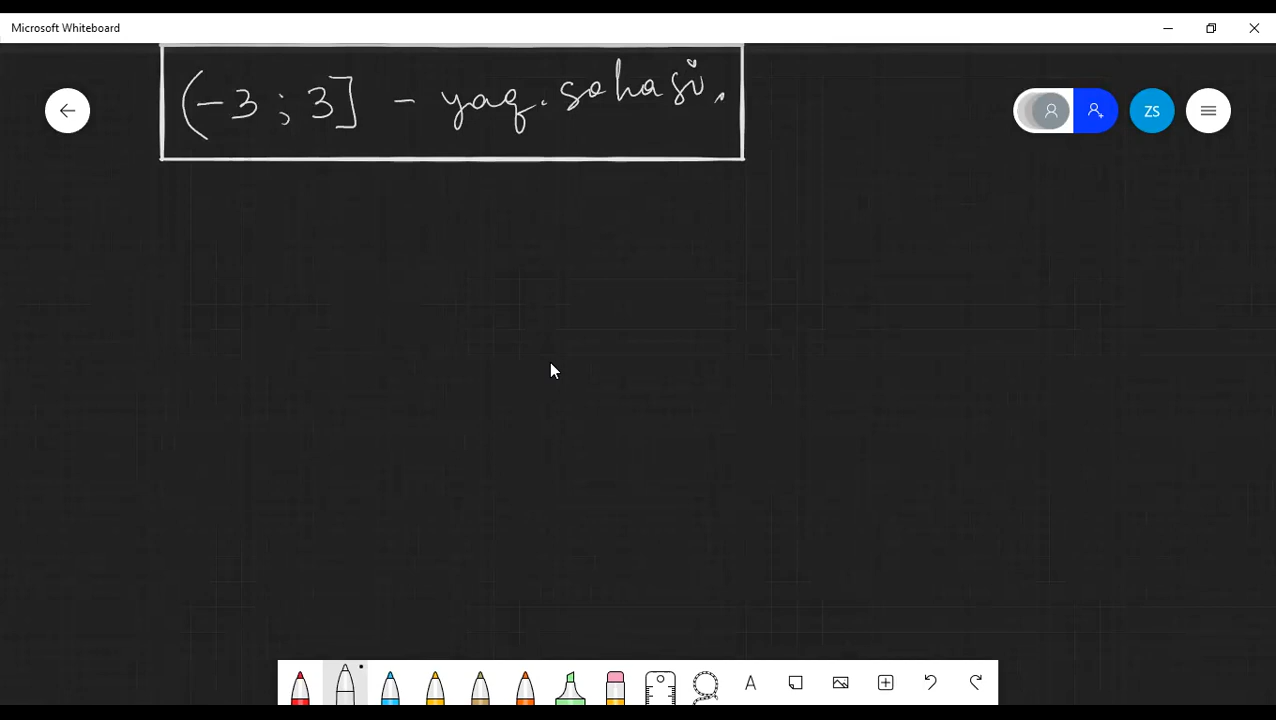 Microsoft Whiteboard
(-3 ; 3] - yaq. sohasi.
ZS
A